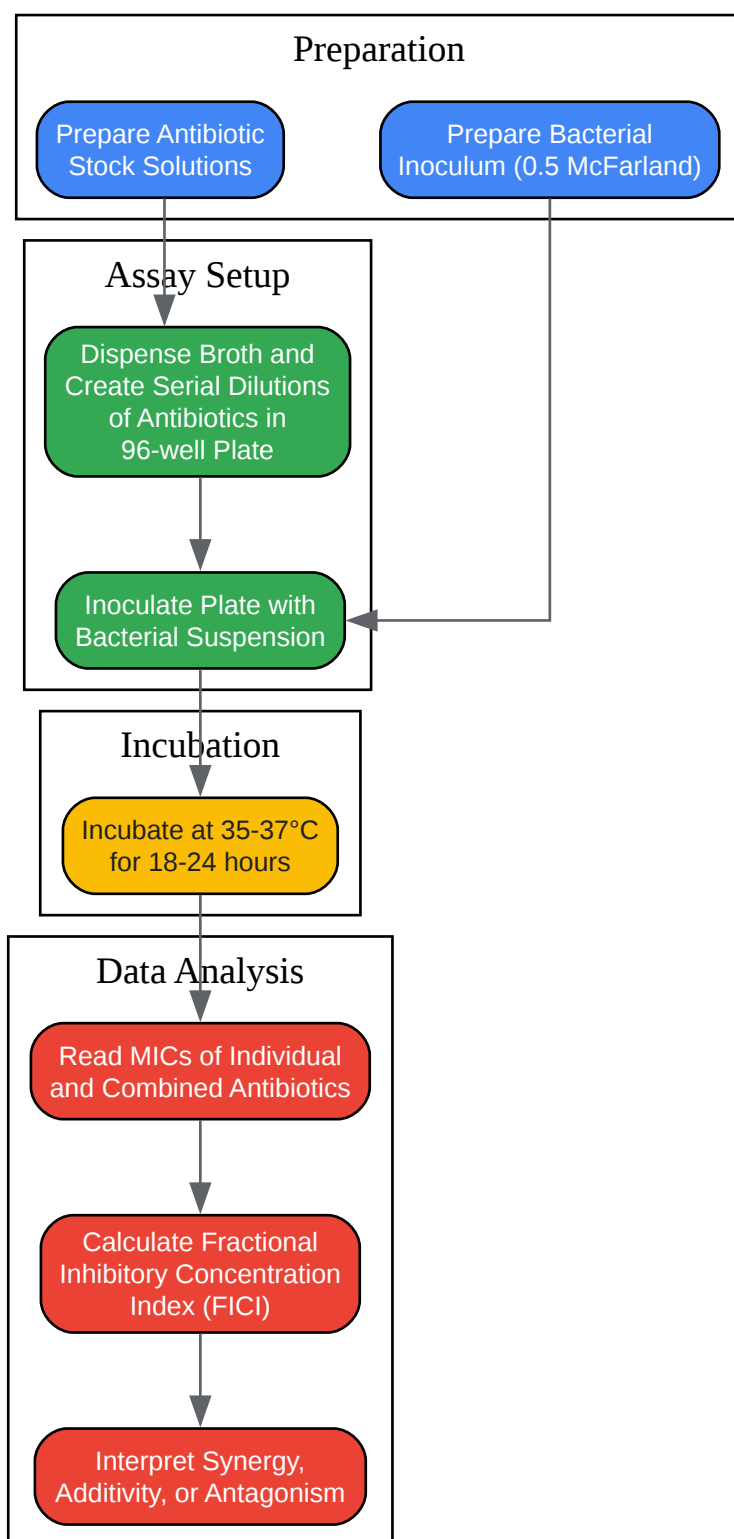 Preparation
Prepare Antibiotic
Stock Solutions
Prepare Bacterial
Inoculum (0.5 McFarland)
Assay Setup
Dispense Broth and
Create Serial Dilutions
of Antibiotics in
96-well Plate
Inoculate Plate with
Bacterial Suspension
Incubation
Incubate at 35-37°C
for 18-24 hours
Data Analysis
Read MICs of Individual
and Combined Antibiotics
Calculate Fractional
Inhibitory Concentration
Index (FICI)
Interpret Synergy,
Additivity, or Antagonism